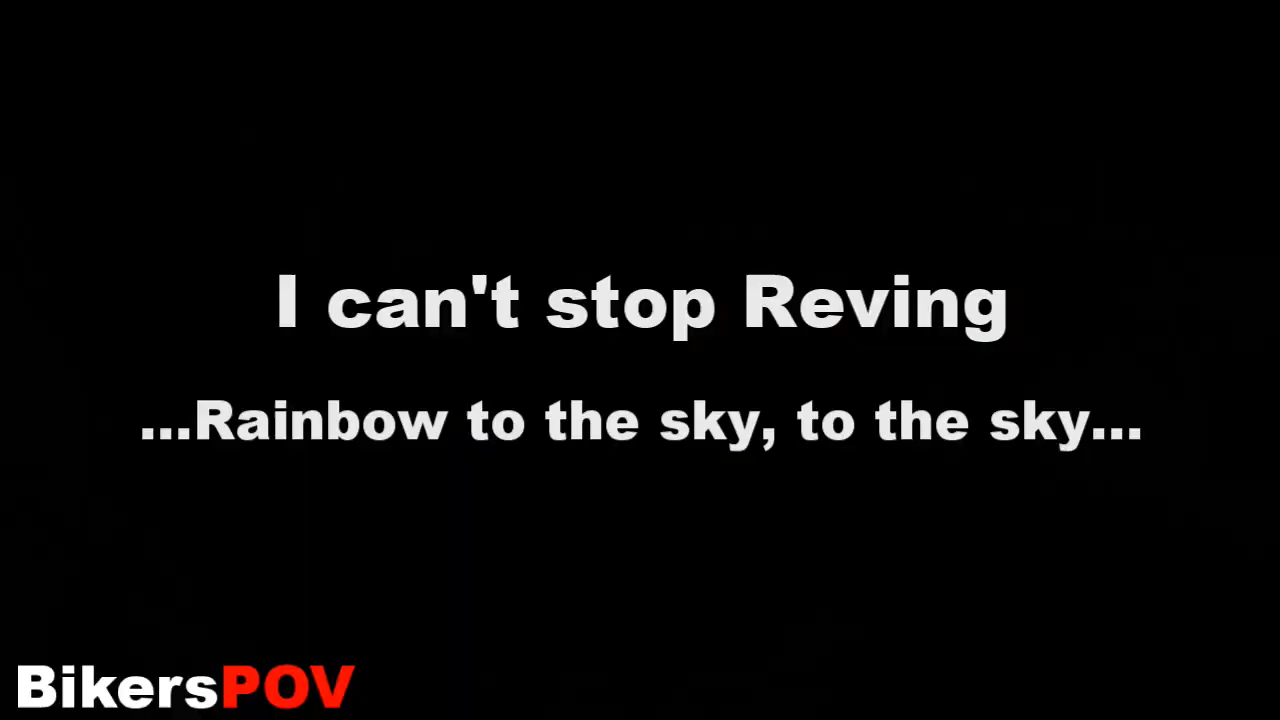 I can't stop Reving
...Rainbow to the sky, to the sky...
BikersPOV